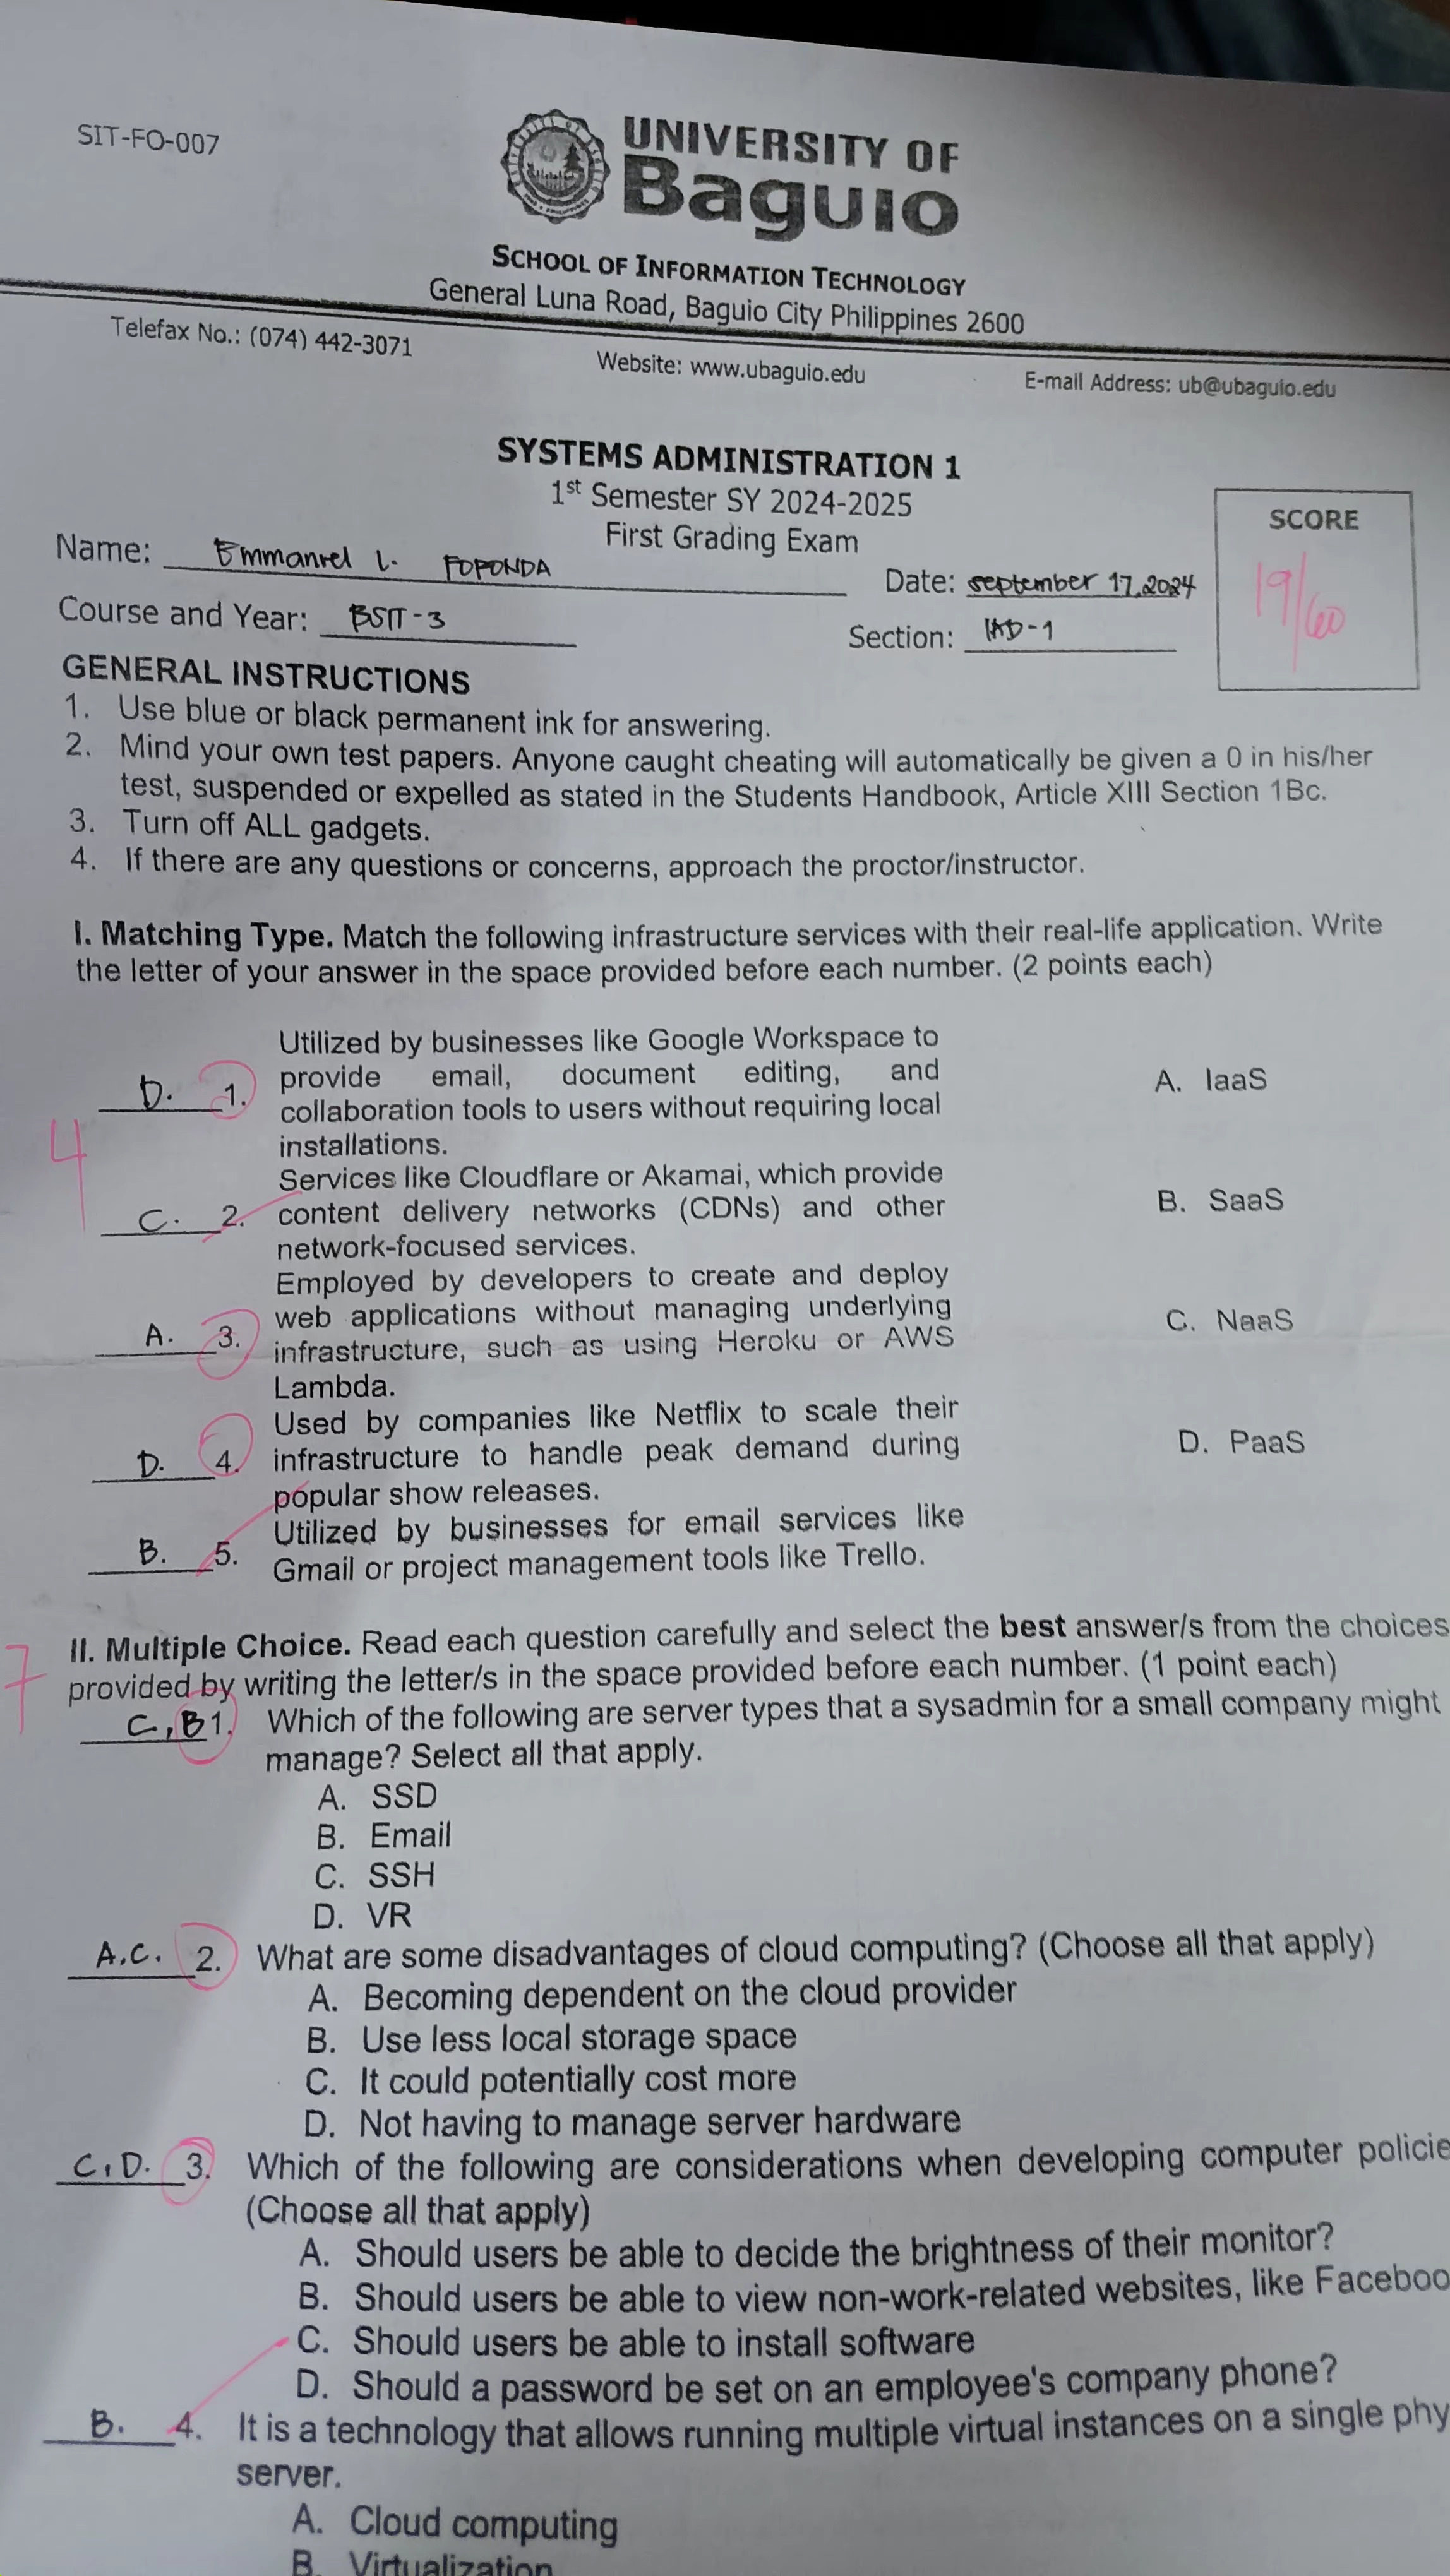 SIT-FO-007
UNIVERSITY OF
Baguio
SCHOOL OF INFORMATION TECHNOLOGY
General Luna Road, Baguio City Philippines 2600
Telefax No.: (074) 442-3071 Website: www.ubaguio.edu E-mail Address: ub@ubaguio.edu
SYSTEMS ADMINISTRATION 1
1st Semester SY 2024-2025
First Grading Exam
SCORE
19/60
Name: Emmanuel L. FOPONDA
Date: september 17, 2024
Course and Year: BSIT-3
Section: IAD-1
GENERAL INSTRUCTIONS
1. Use blue or black permanent ink for answering.
2. Mind your own test papers. Anyone caught cheating will automatically be given a 0 in his/her
test, suspended or expelled as stated in the Students Handbook, Article XIII Section 1Bc.
3. Turn off ALL gadgets.
4. If there are any questions or concerns, approach the proctor/instructor.
I. Matching Type. Match the following infrastructure services with their real-life application. Write
the letter of your answer in the space provided before each number. (2 points each)
4
Utilized by businesses like Google Workspace to
D. 1. provide email, document editing, and A. IaaS
collaboration tools to users without requiring local
installations.
Services like Cloudflare or Akamai, which provide
C. 2. content delivery networks (CDNs) and other B. SaaS
network-focused services.
Employed by developers to create and deploy
web applications without managing underlying C. NaaS
A. 3. infrastructure, such as using Heroku or AWS
Lambda.
Used by companies like Netflix to scale their
D. 4. infrastructure to handle peak demand during D. PaaS
popular show releases.
B. 5. Utilized by businesses for email services like
Gmail or project management tools like Trello.
7
II. Multiple Choice. Read each question carefully and select the best answer/s from the choices
provided by writing the letter/s in the space provided before each number. (1 point each)
C,B 1. Which of the following are server types that a sysadmin for a small company might
manage? Select all that apply.
A. SSD
B. Email
C. SSH
D. VR
A.C. 2. What are some disadvantages of cloud computing? (Choose all that apply)
A. Becoming dependent on the cloud provider
B. Use less local storage space
C. It could potentially cost more
D. Not having to manage server hardware
C,D. 3. Which of the following are considerations when developing computer policie
(Choose all that apply)
A. Should users be able to decide the brightness of their monitor?
B. Should users be able to view non-work-related websites, like Faceboo
C. Should users be able to install software
D. Should a password be set on an employee's company phone?
B. 4. It is a technology that allows running multiple virtual instances on a single phy
server.
A. Cloud computing
B. Virtualization